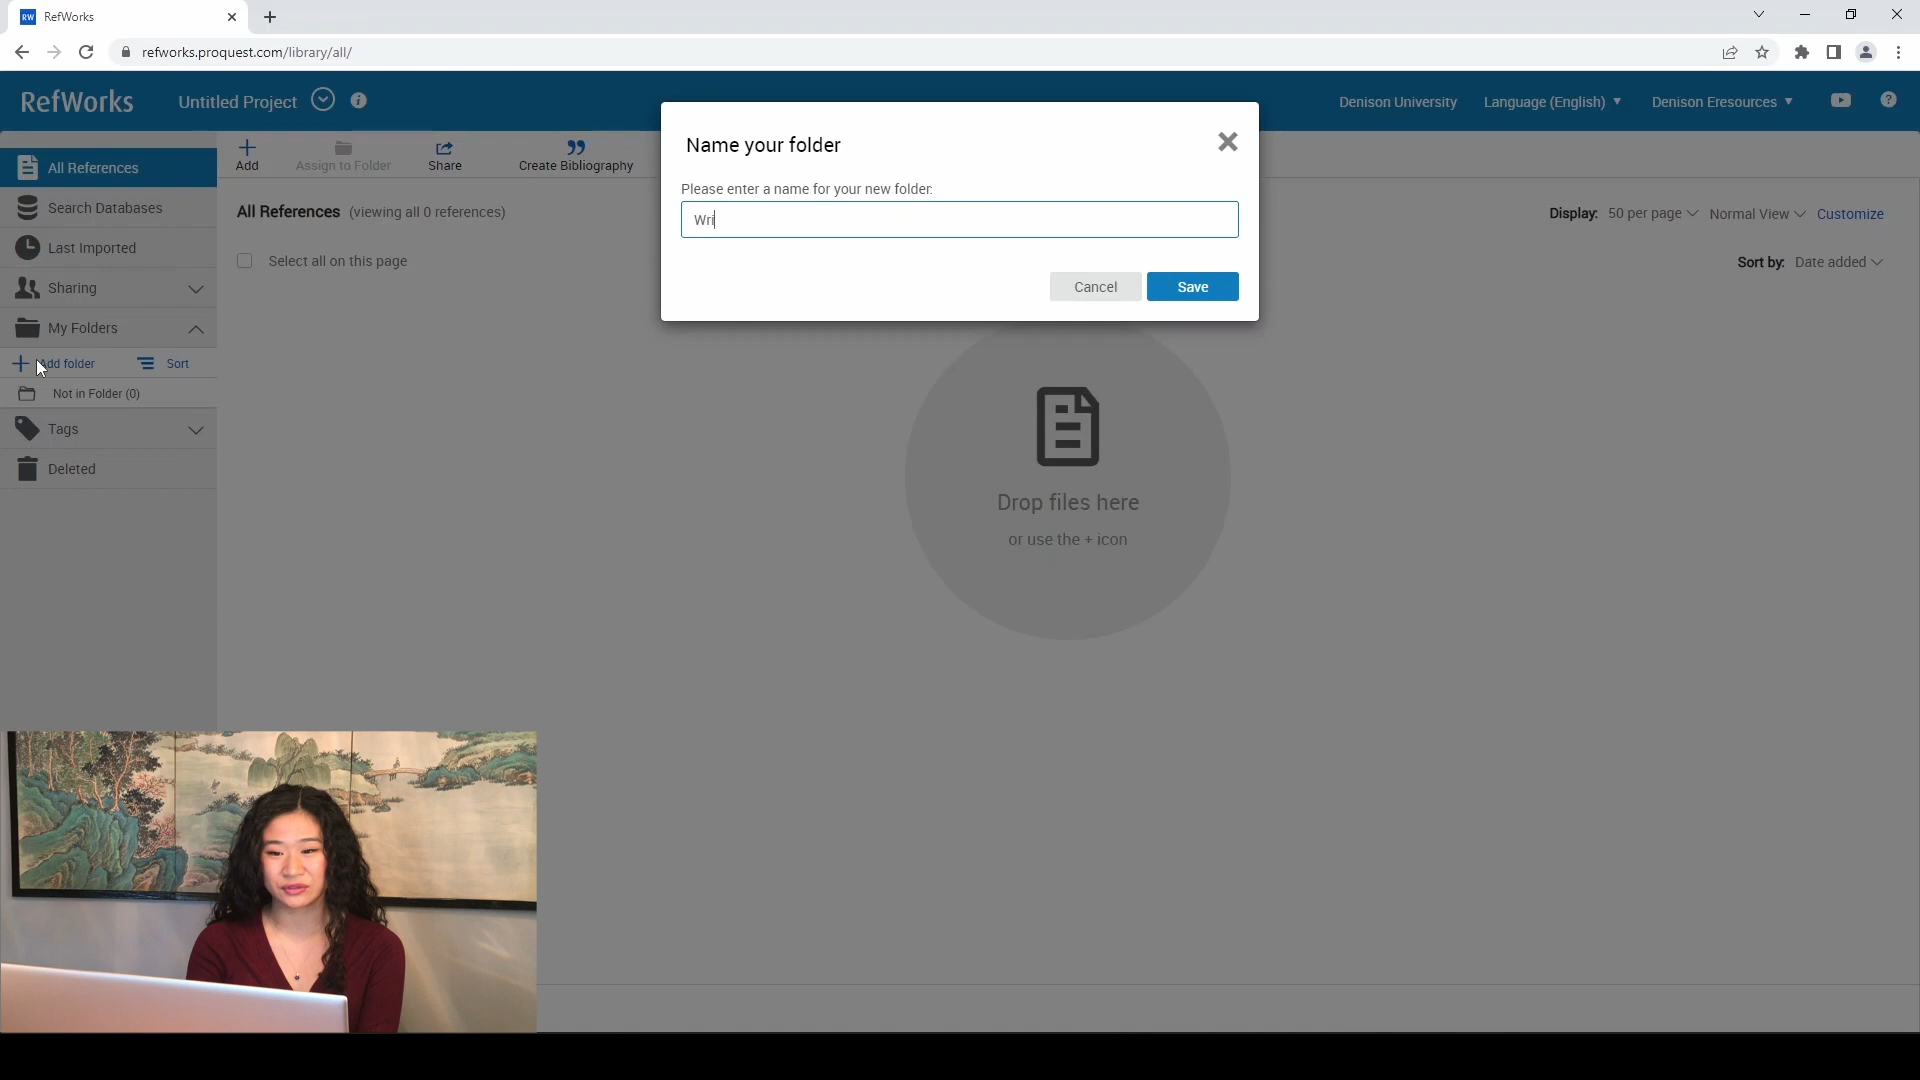 RW RefWorks
refworks.proquest.com/library/all/
RefWorks Untitled Project Denison University Language (English) Denison Eresources
Name your folder
Please enter a name for your new folder:
Wri
Cancel Save
All References
Search Databases
Last Imported
Sharing
My Folders
Add folder Sort
Not in Folder (0)
Tags
Deleted
Add Assign to Folder Share Create Bibliography
All References (viewing all 0 references)
Display: 50 per page Normal View Customize
Select all on this page
Sort by: Date added
Drop files here
or use the + icon